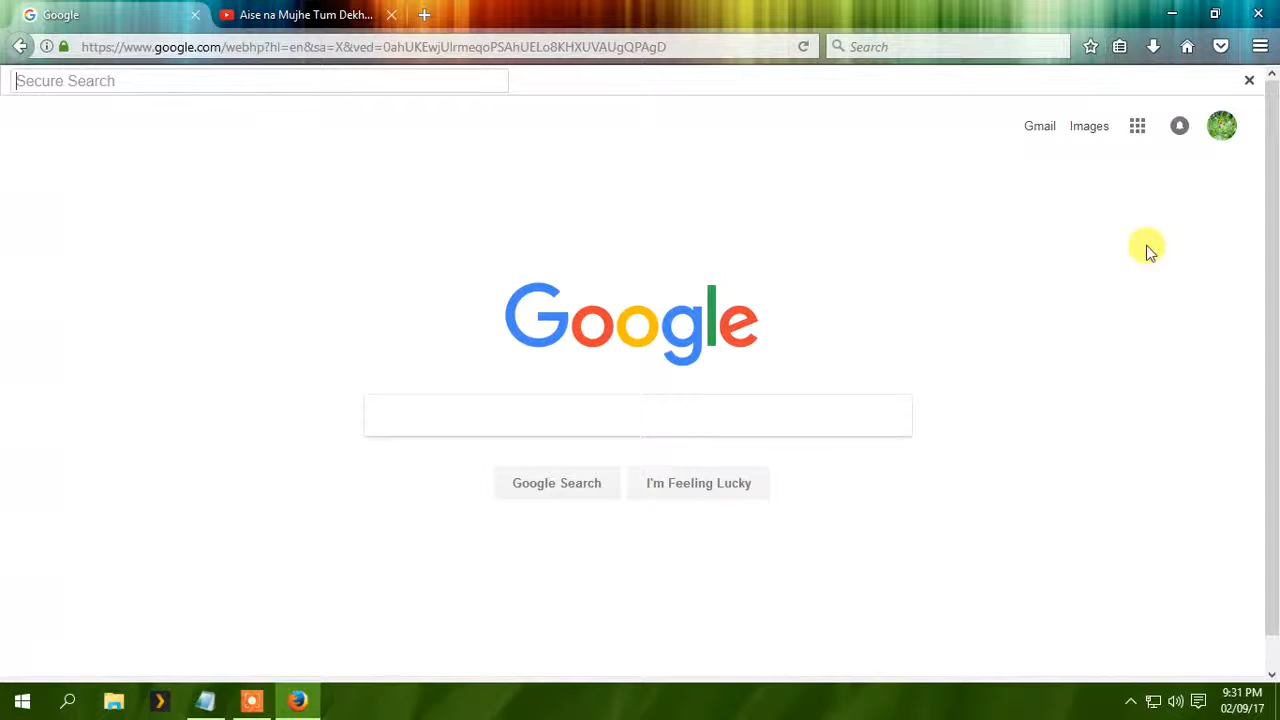 Google
Aise na Mujhe Tum Dekh...
https://www.google.com/webhp?hl=en&sa=X&ved=0ahUKEwjUlrmeqoPSAhUELo8KHXUVAUgQPAgD
Search
Secure Search
Gmail Images
Google
Google Search I'm Feeling Lucky
9:31 PM
02/09/17